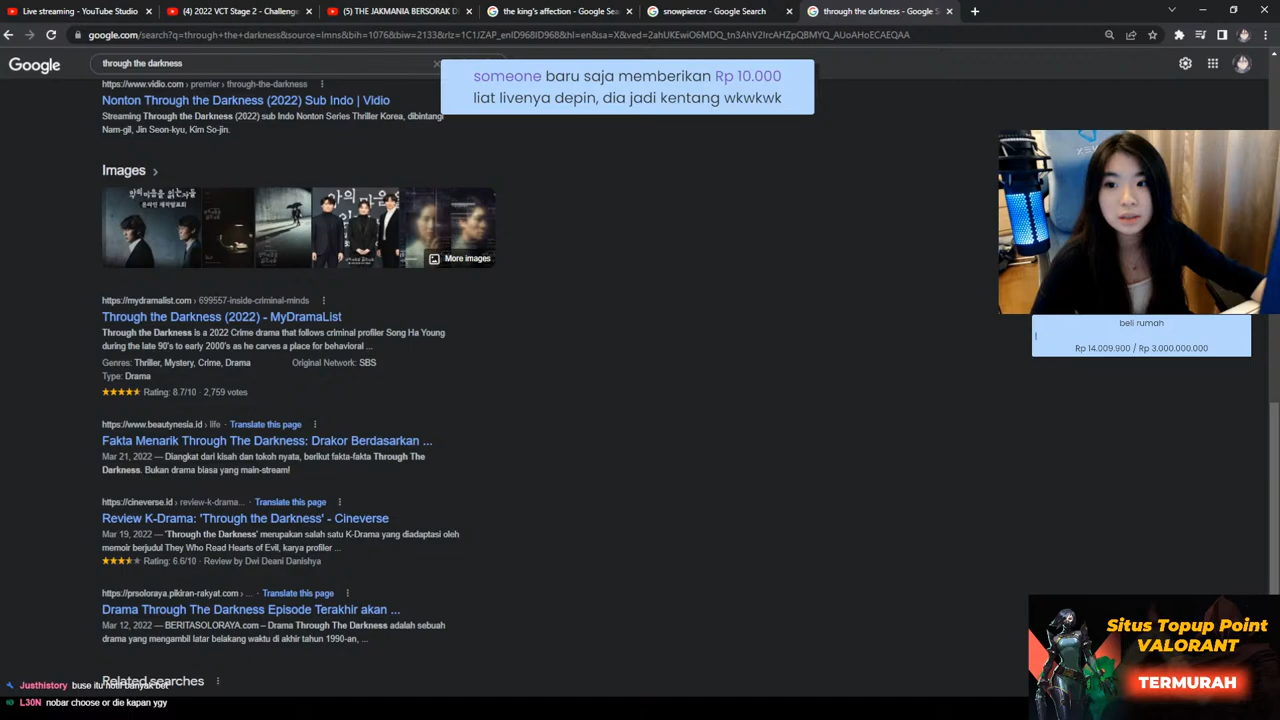 Live streaming - YouTube Studio
(4) 2022 VCT Stage 2 - Challenge
(5) THE JAKMANIA BERSORAK D
the king's affection - Google Sea
snowpiercer - Google Search
through the darkness - Google S
google.com/search?q=through+the+darkness&source=lmns&bih=1076&biw=2133&rlz=1C1JZAP_enID968ID968&hl=en&sa=X&ved=2ahUKEwiO6MDQ_tn3AhV2IrcAHZpQBMYQ_AUoAHoECAEQAA
Google
through the darkness
someone baru saja memberikan Rp 10.000
liat livenya depin, dia jadi kentang wkwkwk
https://www.vidio.com › premier › through-the-darkness
Nonton Through the Darkness (2022) Sub Indo | Vidio
Streaming Through the Darkness (2022) sub Indo Nonton Series Thriller Korea, dibintangi
Nam-gil, Jin Seon-kyu, Kim So-jin.
Images
More images
https://mydramalist.com › 699557-inside-criminal-minds
Through the Darkness (2022) - MyDramaList
Through the Darkness is a 2022 Crime drama that follows criminal profiler Song Ha Young
during the late 90's to early 2000's as he carves a place for behavioral ...
Genres: Thriller, Mystery, Crime, Drama Original Network: SBS
Type: Drama
Rating: 8.7/10 · 2,759 votes
https://www.beautynesia.id › life · Translate this page
Fakta Menarik Through The Darkness: Drakor Berdasarkan ...
Mar 21, 2022 — Diangkat dari kisah dan tokoh nyata, berikut fakta-fakta Through The
Darkness. Bukan drama biasa yang main-stream!
https://cineverse.id › review-k-drama... · Translate this page
Review K-Drama: 'Through the Darkness' - Cineverse
Mar 19, 2022 — 'Through the Darkness' merupakan salah satu K-Drama yang diadaptasi oleh
memoir berjudul They Who Read Hearts of Evil, karya profiler ...
Rating: 6.6/10 · Review by Dwi Deani Danishya
https://prsoloraya.pikiran-rakyat.com › ... · Translate this page
Drama Through The Darkness Episode Terakhir akan ...
Mar 12, 2022 — BERITASOLORAYA.com – Drama Through The Darkness adalah sebuah
drama yang mengambil latar belakang waktu di akhir tahun 1990-an, ...
Related searches
Justhistory buse itu notif banyak bet
L30N nobar choose or die kapan ygy
beli rumah
Rp 14.009.900 / Rp 3.000.000.000
Situs Topup Point
VALORANT
TERMURAH